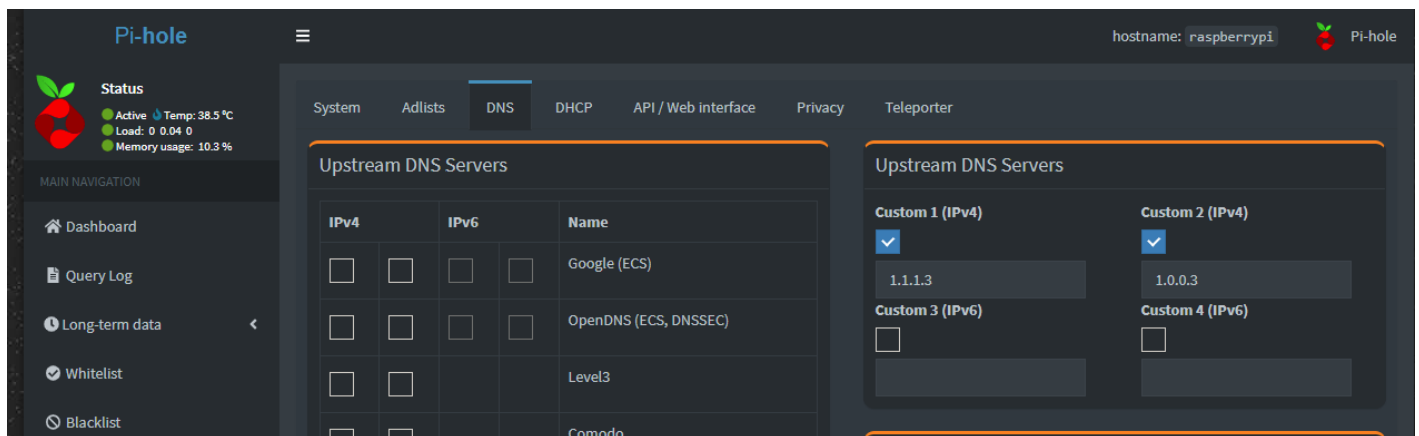 Pi-hole
hostname: raspberrypi
Pi-hole
Status
Active Temp: 38.5 °C
Load: 0 0.04 0
Memory usage: 10.3 %
MAIN NAVIGATION
Dashboard
Query Log
Long-term data
Whitelist
Blacklist
System Adlists DNS DHCP API / Web interface Privacy Teleporter
Upstream DNS Servers
IPv4 IPv6 Name
Google (ECS)
OpenDNS (ECS, DNSSEC)
Level3
Comodo
Upstream DNS Servers
Custom 1 (IPv4) Custom 2 (IPv4)
1.1.1.3 1.0.0.3
Custom 3 (IPv6) Custom 4 (IPv6)